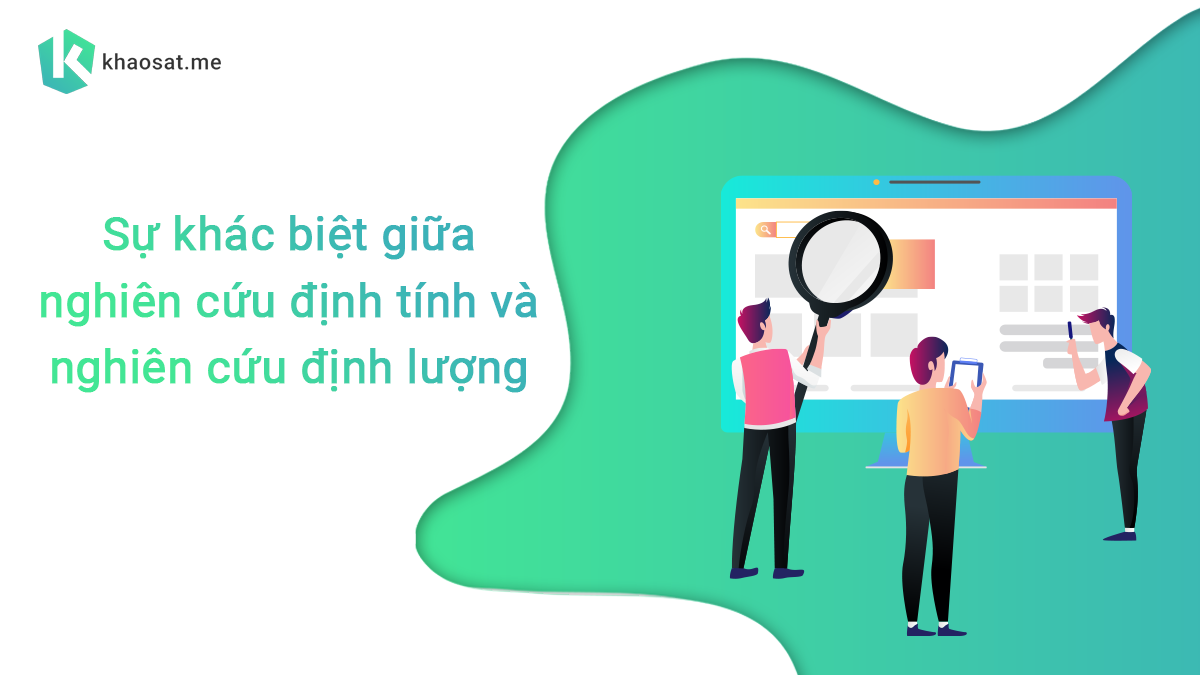 khaosat.me
Sự khác biệt giữa
nghiên cứu định tính và
nghiên cứu định lượng